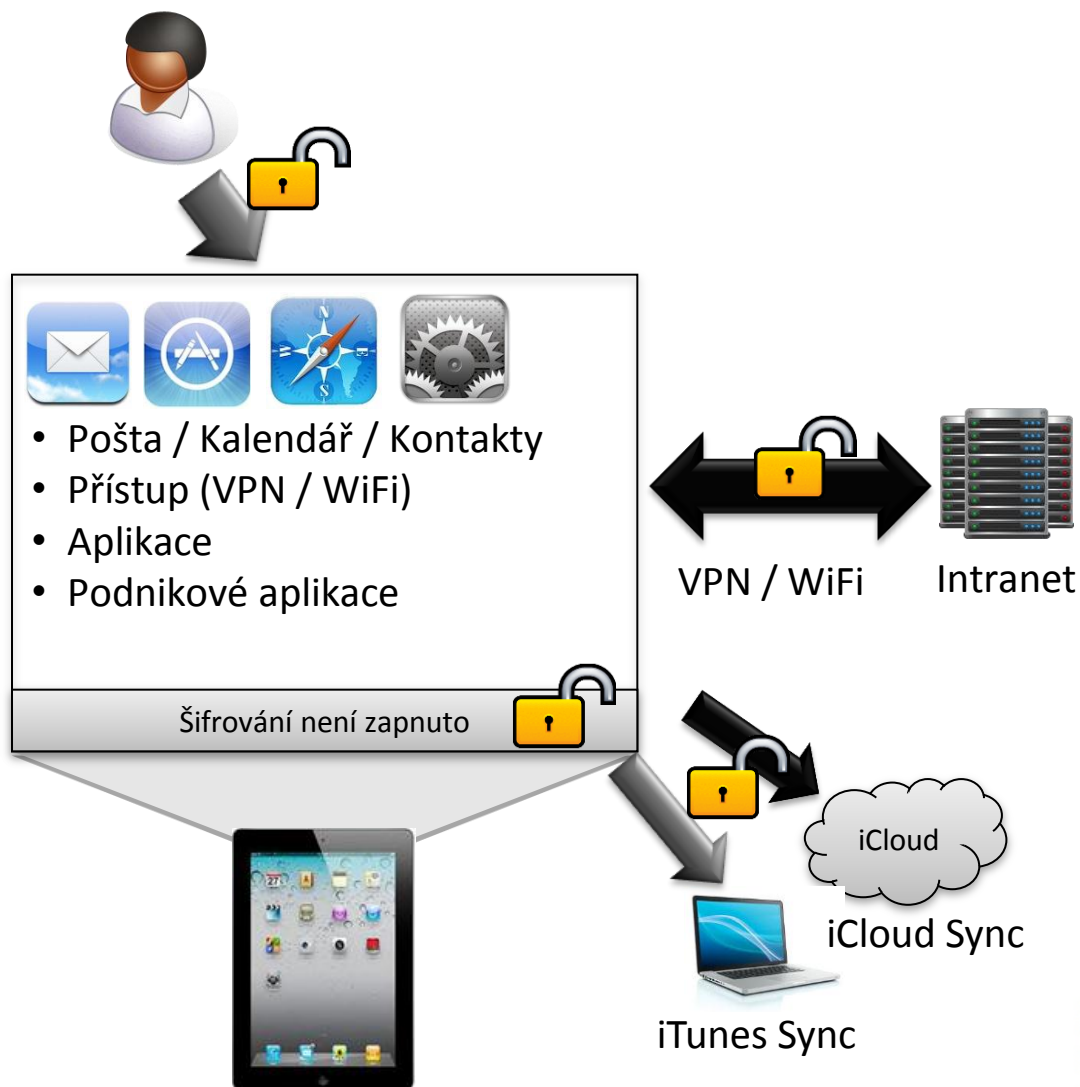 • Pošta / Kalendář / Kontakty
• Přístup (VPN / WiFi)
• Aplikace
• Podnikové aplikace
VPN / WiFi
Intranet
Šifrování není zapnuto
iCloud
iCloud Sync
iTunes Sync
N
S
27